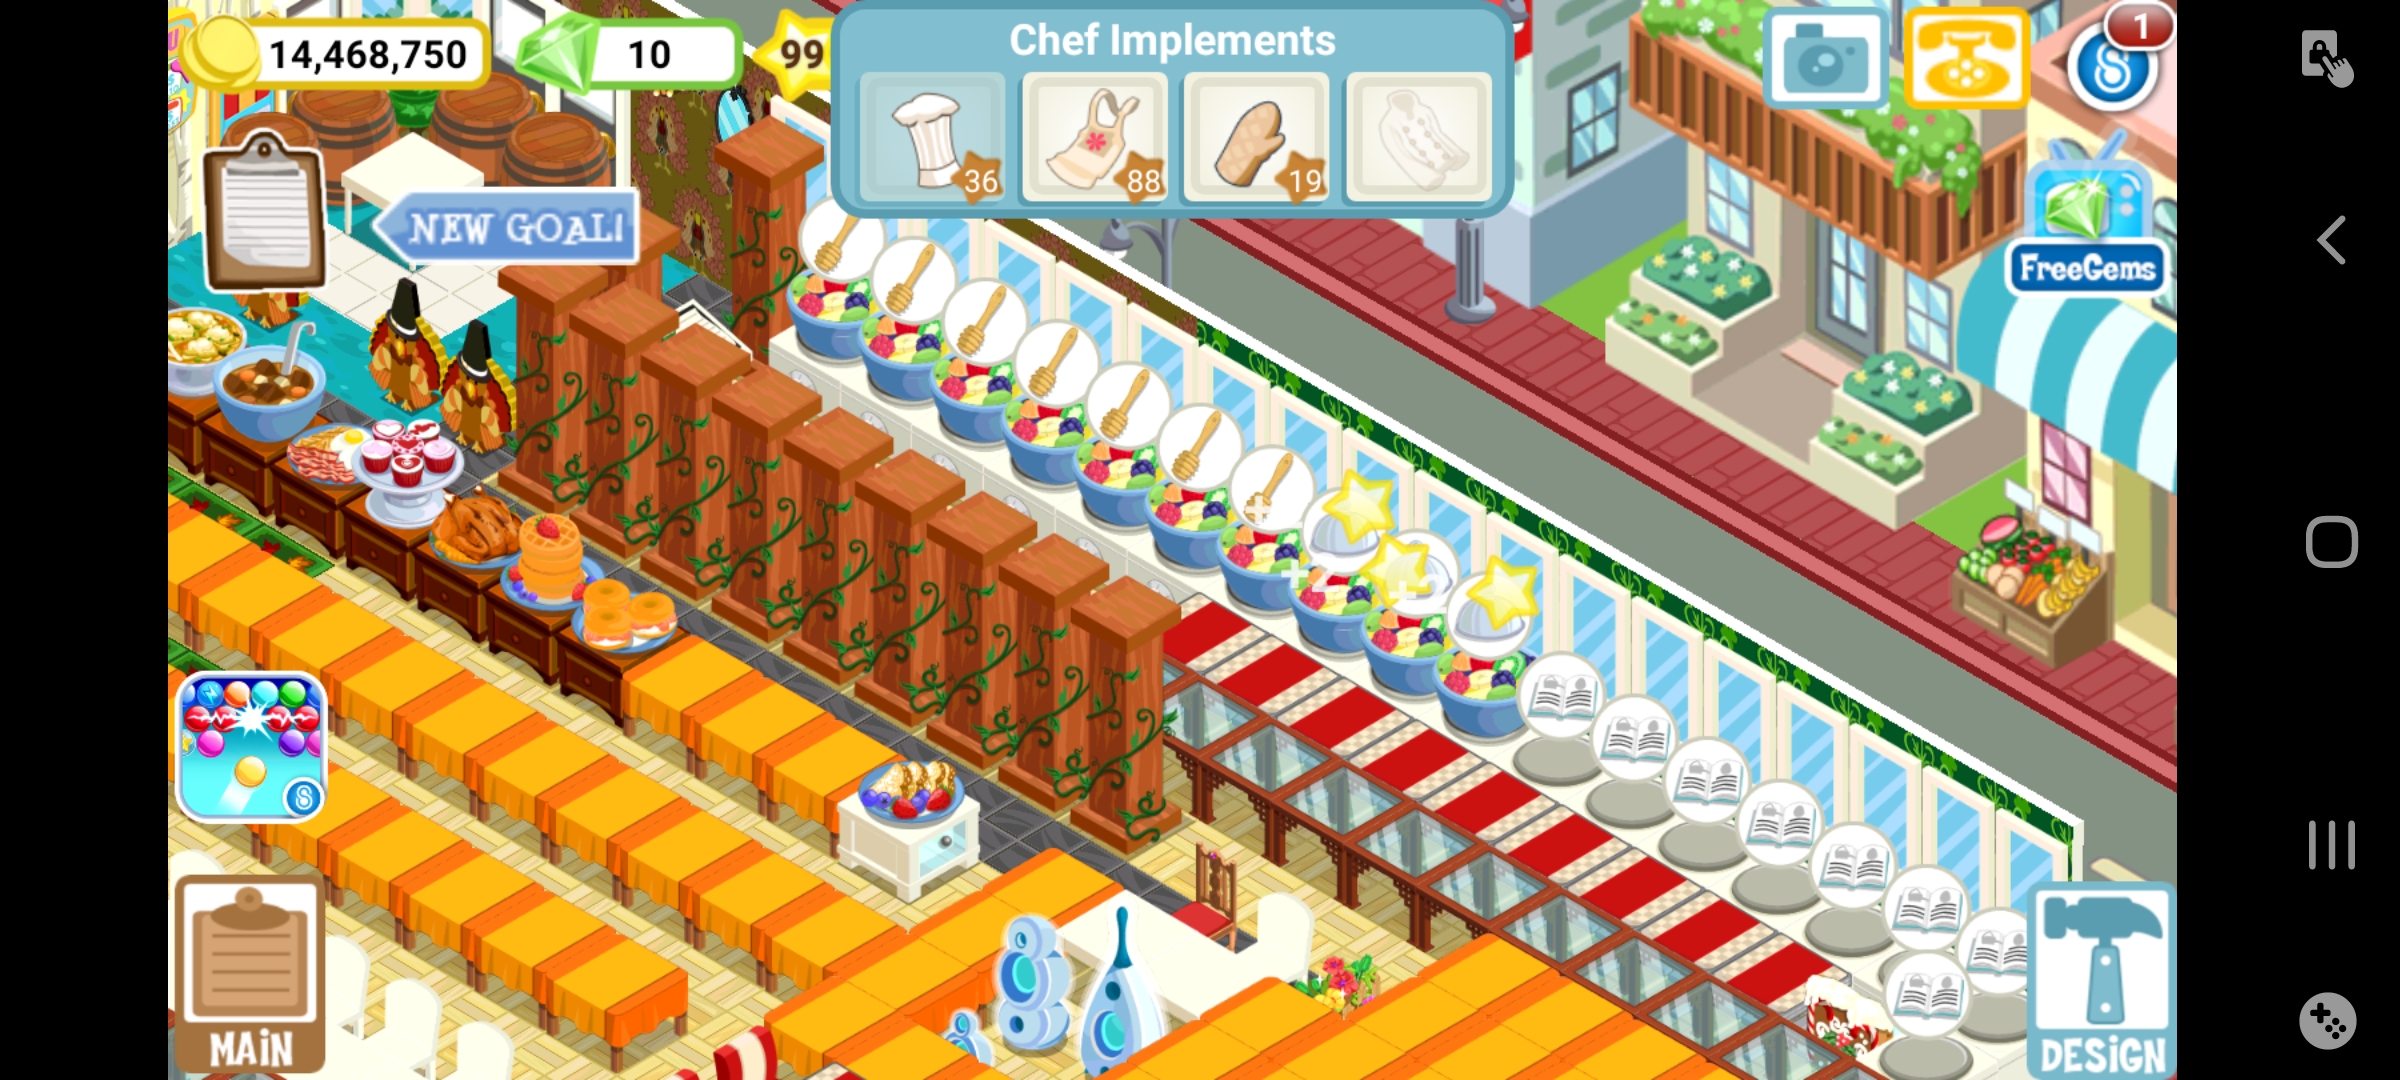 14,468,750
10
99
Chef Implements
36
88
19
1
NEW GOAL!
FreeGems
MAIN
DESIGN